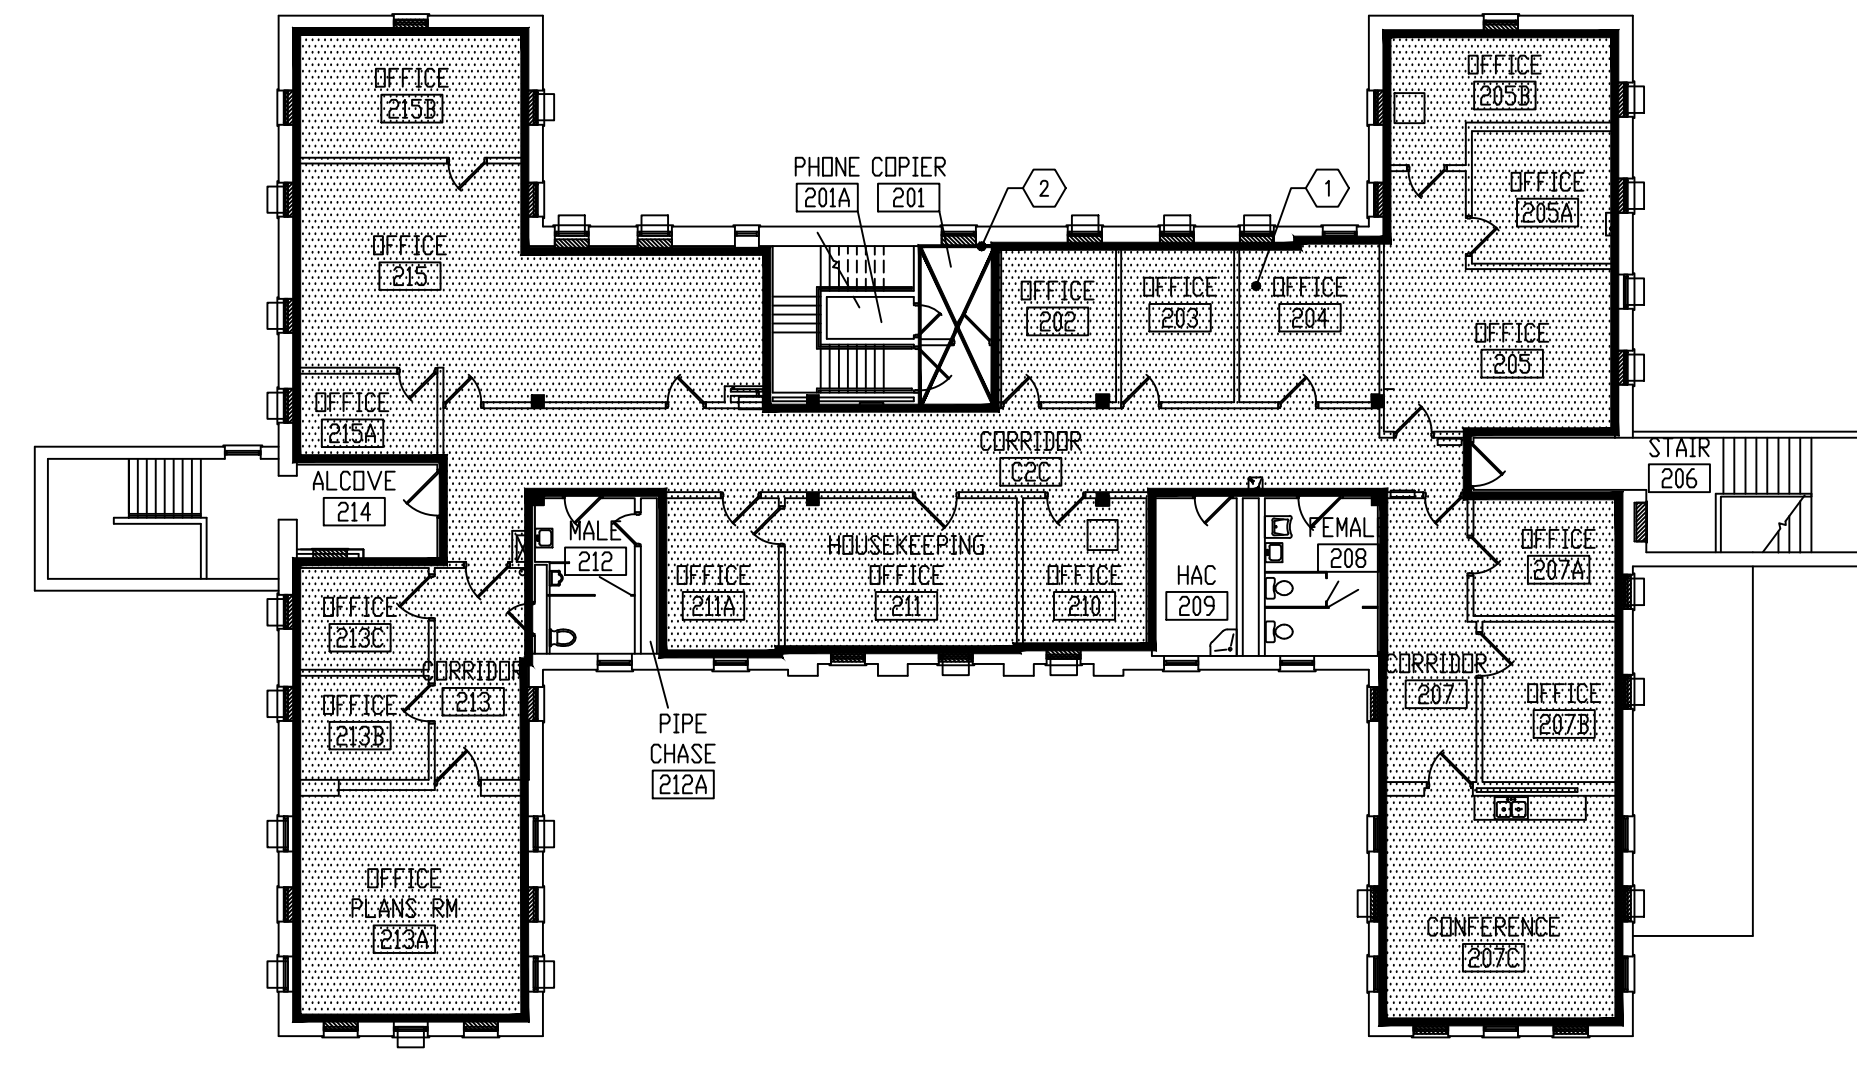 OFFICE
215B
OFFICE
205B
PHONE COPIER
201A 201
2
1
OFFICE
205A
OFFICE
215
OFFICE
202
OFFICE
203
OFFICE
204
OFFICE
205
OFFICE
215A
CORRIDOR
C2C
STAIR
206
ALCOVE
214
MALE
212
HOUSEKEEPING
OFFICE
211
OFFICE
211A
OFFICE
210
HAC
209
FEMAL
208
OFFICE
207A
OFFICE
213C
CORRIDOR
213
OFFICE
213B
CORRIDOR
207
OFFICE
207B
PIPE
CHASE
212A
OFFICE
PLANS RM
213A
CONFERENCE
207C